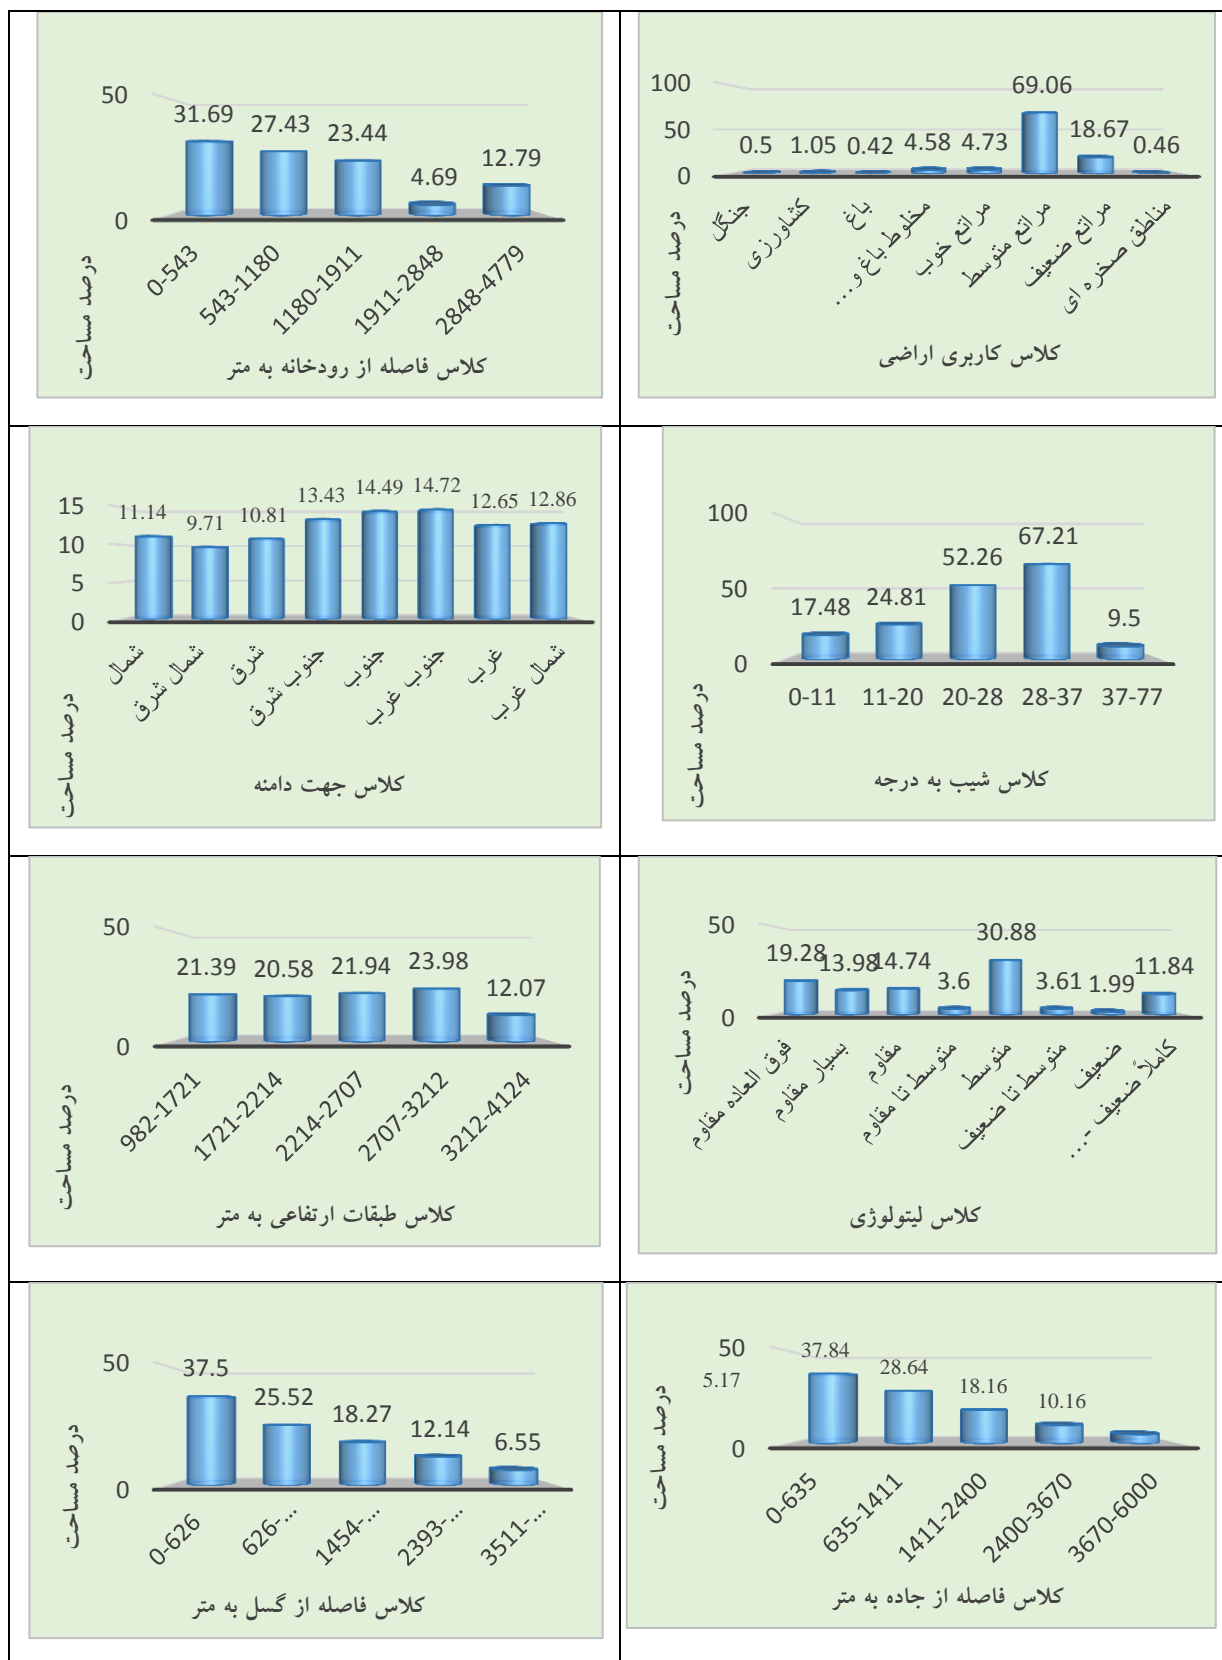 50
0
31.69 27.43 23.44 4.69 12.79
0-543 543-1180 1180-1911 1911-2848 2848-4779
درصد مساحت
کلاس فاصله از رودخانه به متر
100
50
0
0.5 1.05 0.42 4.58 4.73 69.06 18.67 0.46
جنگل کشاورزی باغ مخلوط باغ و... مراتع خوب مراتع متوسط مراتع ضعیف مناطق صخره ای
درصد مساحت
کلاس کاربری اراضی
15
10
5
0
11.14 9.71 10.81 13.43 14.49 14.72 12.65 12.86
شمال شمال شرق شرق جنوب شرق جنوب جنوب غرب غرب شمال غرب
درصد مساحت
کلاس جهت دامنه
100
50
0
17.48 24.81 52.26 67.21 9.5
0-11 11-20 20-28 28-37 37-77
درصد مساحت
کلاس شیب به درجه
50
0
21.39 20.58 21.94 23.98 12.07
982-1721 1721-2214 2214-2707 2707-3212 3212-4124
درصد مساحت
کلاس طبقات ارتفاعی به متر
50
0
19.28 13.98 14.74 3.6 30.88 3.61 1.99 11.84
فوق العاده مقاوم بسیار مقاوم مقاوم متوسط تا مقاوم متوسط متوسط تا ضعیف ضعیف کاملاً ضعیف -...
درصد مساحت
کلاس لیتولوژی
50
0
37.5 25.52 18.27 12.14 6.55
0-626 626-... 1454-... 2393-... 3511-...
درصد مساحت
کلاس فاصله از گسل به متر
50
0
5.17 37.84 28.64 18.16 10.16
0-635 635-1411 1411-2400 2400-3670 3670-6000
درصد مساحت
کلاس فاصله از جاده به متر